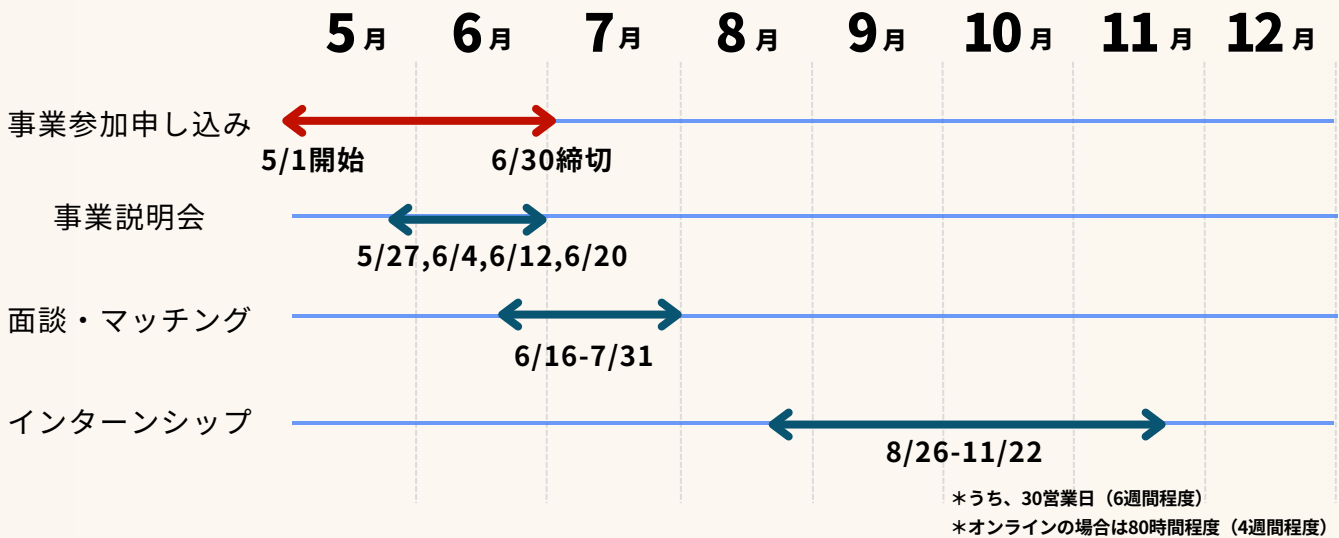 5月 6月 7月 8月 9月 10月 11月 12月
事業参加申し込み
5/1開始 6/30締切
事業説明会
5/27,6/4,6/12,6/20
面談・マッチング
6/16-7/31
インターンシップ
8/26-11/22
＊うち、30営業日（6週間程度）
＊オンラインの場合は80時間程度（4週間程度）